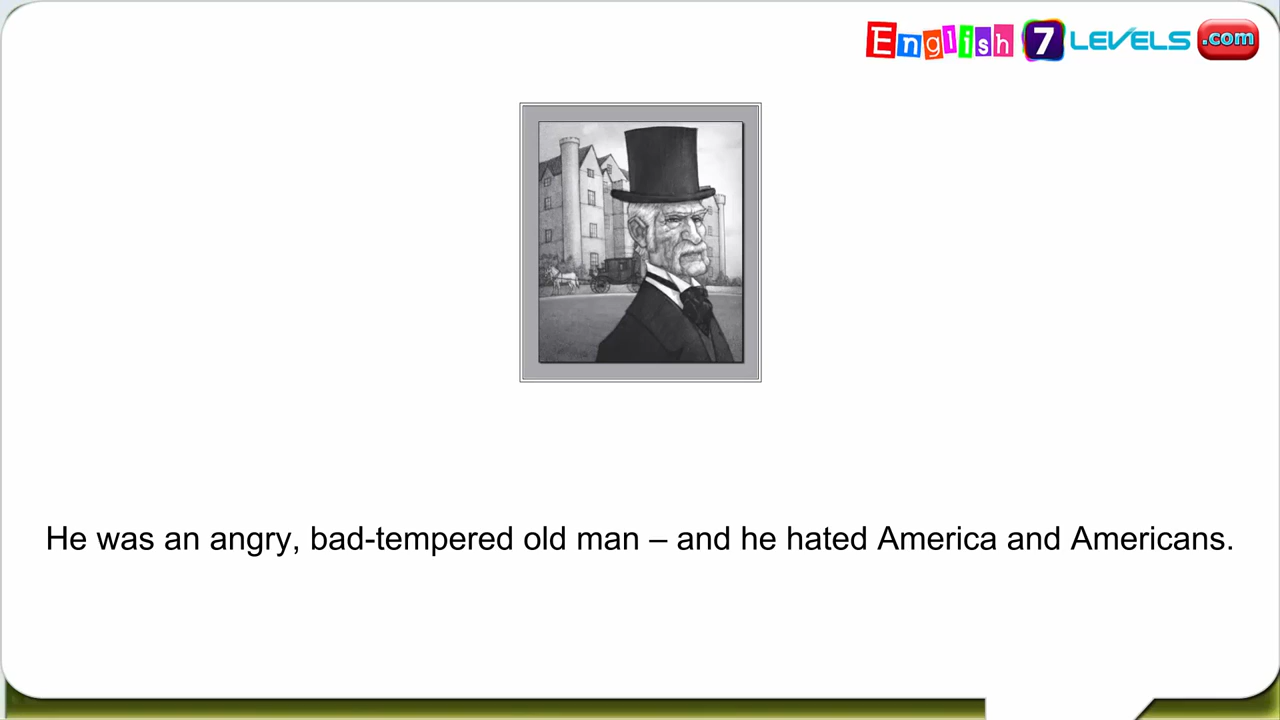 English 7 LEVELS .com
He was an angry, bad-tempered old man – and he hated America and Americans.